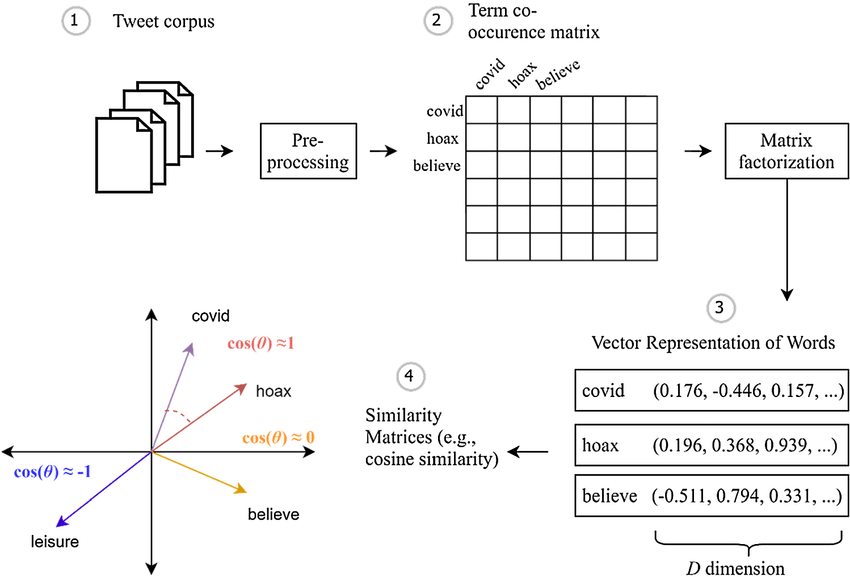 1
Tweet corpus
2
Term co-
occurence matrix
covid
hoax
believe
covid
hoax
believe
Pre-
processing
Matrix
factorization
3
Vector Representation of Words
covid (0.176, -0.446, 0.157, ...)
hoax (0.196, 0.368, 0.939, ...)
believe (-0.511, 0.794, 0.331, ...)
D dimension
4
Similarity
Matrices (e.g.,
cosine similarity)
covid
cos(θ) ≈1
hoax
cos(θ) ≈ 0
cos(θ) ≈ -1
believe
leisure